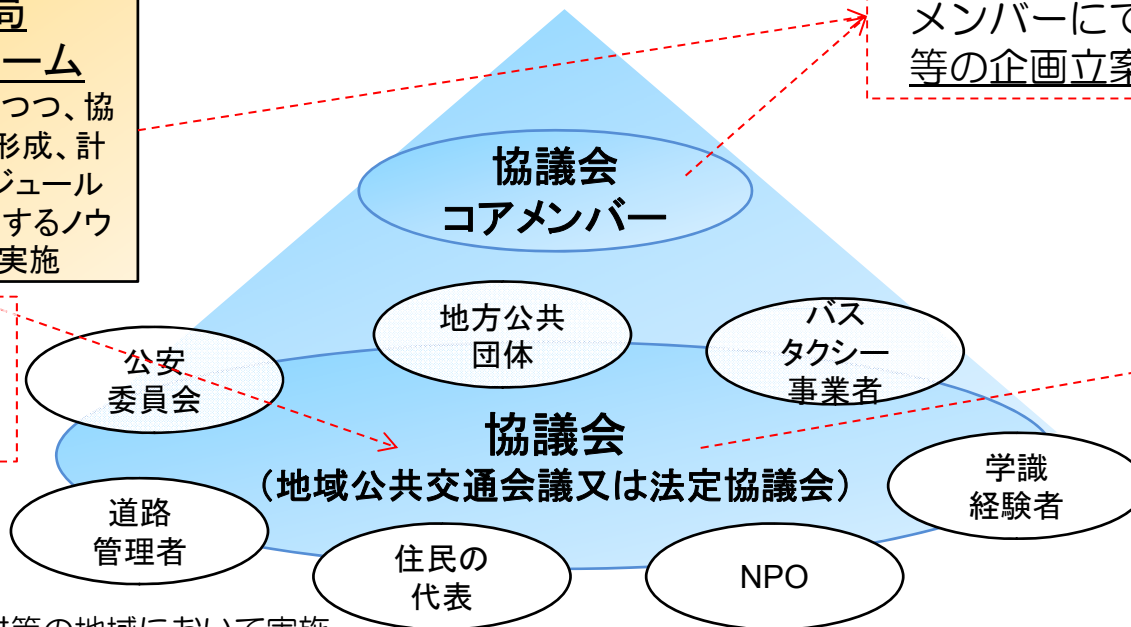 局
ーム
つつ、協
形成、計
ジュール
するノウ
実施
メンバーにて
等の企画立案
協議会
コアメンバー
地方公共
団体
バス
タクシー
事業者
公安
委員会
協議会
（地域公共交通会議又は法定協議会）
学識
経験者
道路
管理者
住民の
代表
NPO
等の地域において実施